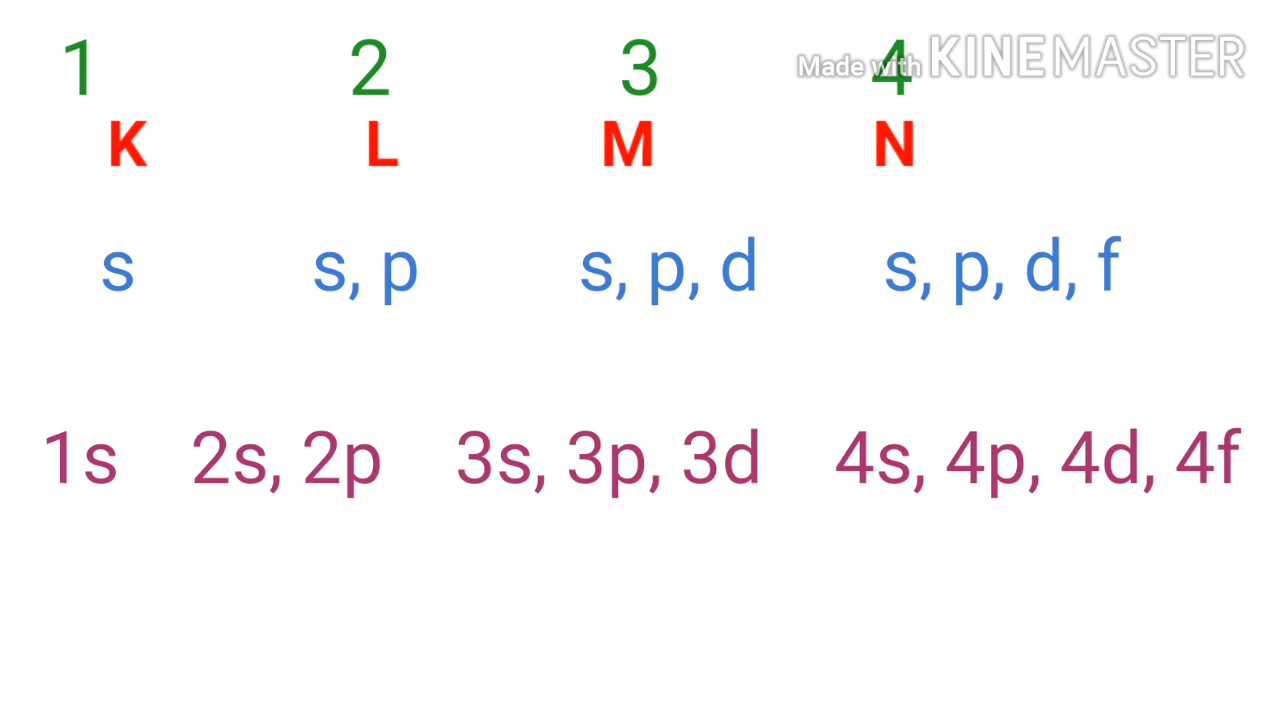 1 2 3 4
Made with KINEMASTER
K L M N
s s, p s, p, d s, p, d, f
1s 2s, 2p 3s, 3p, 3d 4s, 4p, 4d, 4f